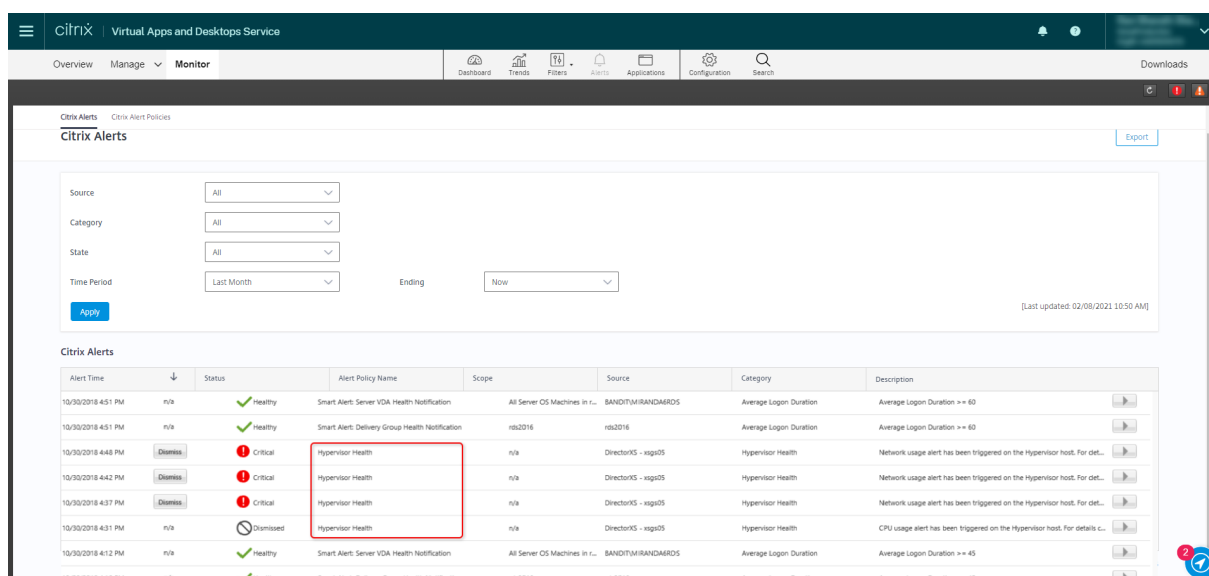 citrix | Virtual Apps and Desktops Service
Overview Manage Monitor Dashboard Trends Filters Alerts Applications Configuration Search Downloads
Citrix Alerts Citrix Alert Policies
Citrix Alerts Export
Source All
Category All
State All
Time Period Last Month Ending Now
Apply [Last updated: 02/08/2021 10:50 AM]
Citrix Alerts
Alert Time Status Alert Policy Name Scope Source Category Description
10/30/2018 4:51 PM n/a Healthy Smart Alert: Server VDA Health Notification All Server OS Machines in r... BANDIT\MIRANDA6RDS Average Logon Duration Average Logon Duration >= 60
10/30/2018 4:51 PM n/a Healthy Smart Alert: Delivery Group Health Notification rds2016 rds2016 Average Logon Duration Average Logon Duration >= 60
10/30/2018 4:48 PM Dismiss Critical Hypervisor Health n/a DirectorXS - xsgs05 Hypervisor Health Network usage alert has been triggered on the Hypervisor host. For det...
10/30/2018 4:42 PM Dismiss Critical Hypervisor Health n/a DirectorXS - xsgs05 Hypervisor Health Network usage alert has been triggered on the Hypervisor host. For det...
10/30/2018 4:37 PM Dismiss Critical Hypervisor Health n/a DirectorXS - xsgs05 Hypervisor Health Network usage alert has been triggered on the Hypervisor host. For det...
10/30/2018 4:31 PM n/a Dismissed Hypervisor Health n/a DirectorXS - xsgs05 Hypervisor Health CPU usage alert has been triggered on the Hypervisor host. For details c...
10/30/2018 4:12 PM n/a Healthy Smart Alert: Server VDA Health Notification All Server OS Machines in r... BANDIT\MIRANDA6RDS Average Logon Duration Average Logon Duration >= 45
2